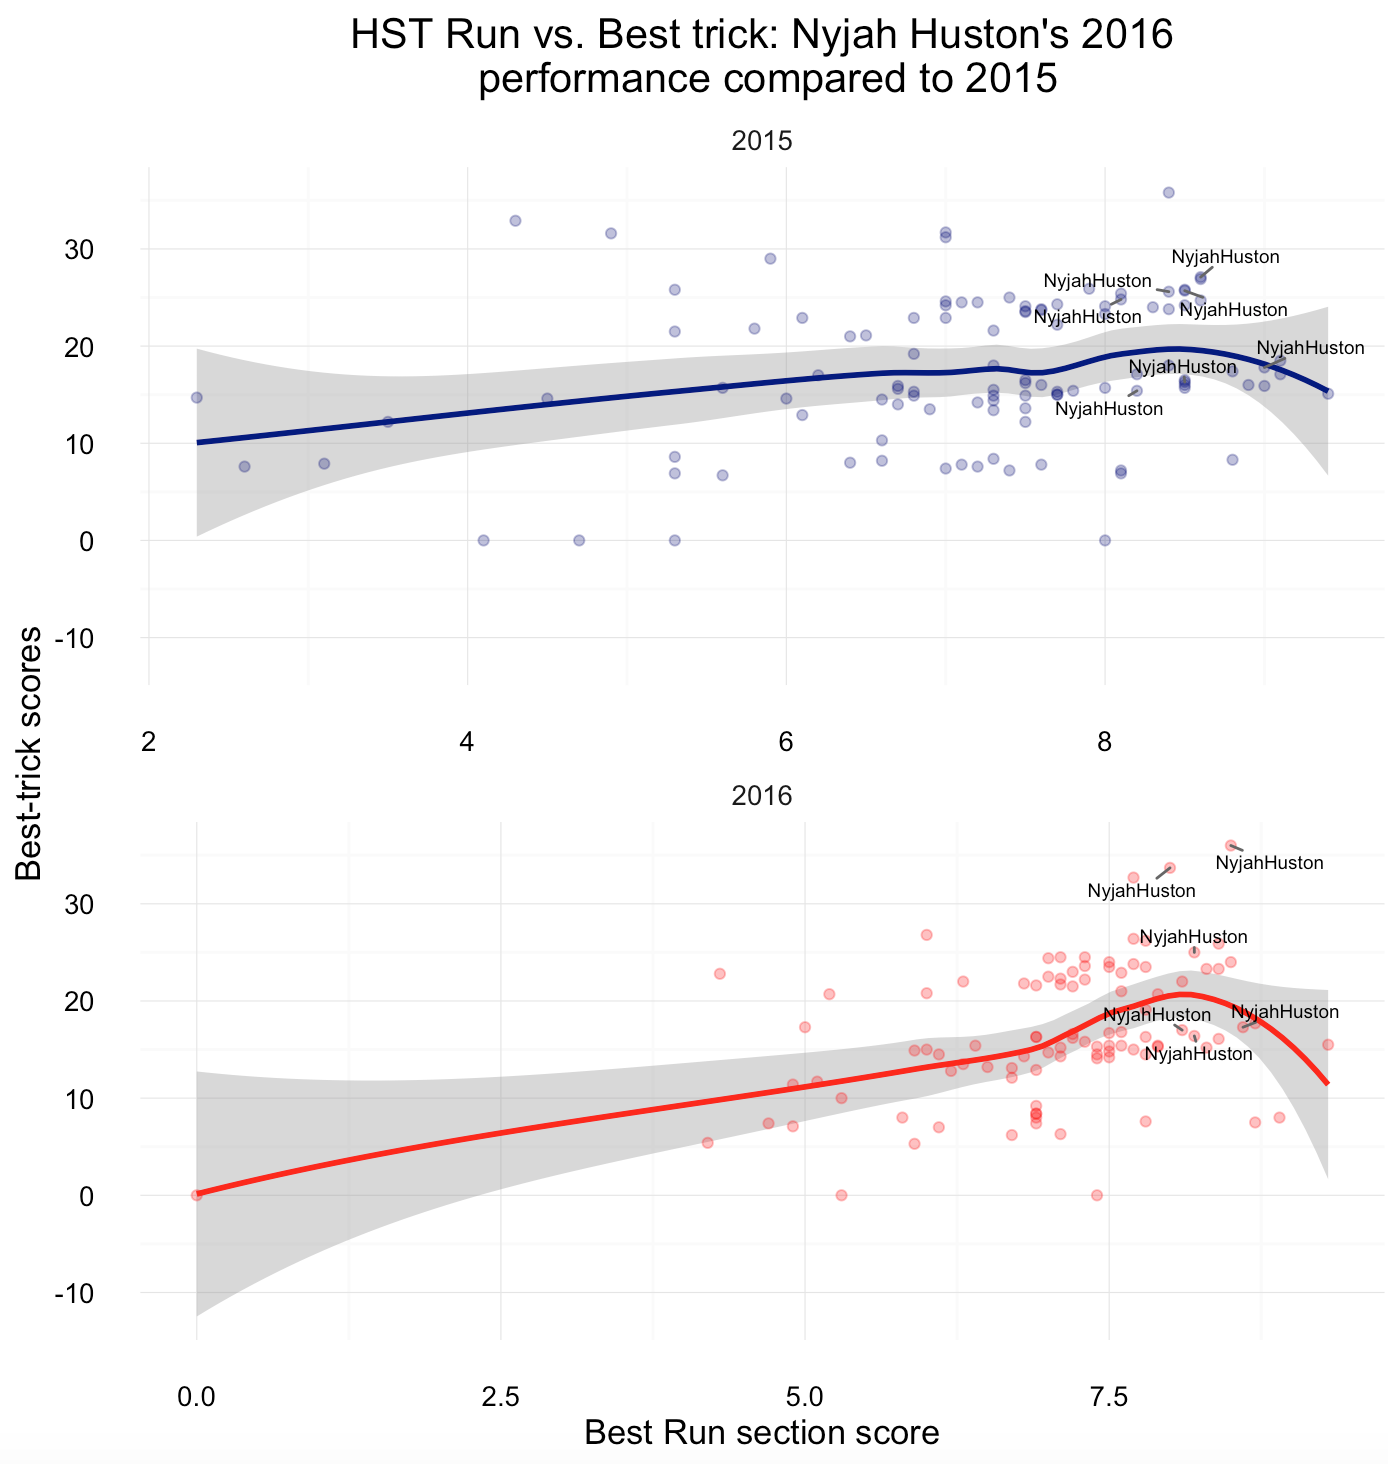 HST Run vs. Best trick: Nyjah Huston's 2016
performance compared to 2015
2015
30
20
10
0
-10
NyjahHuston
NyjahHuston
NyjahHuston
NyjahHuston
NyjahHuston
NyjahHuston
NyjahHuston
2
4
6
8
Best-trick scores
2016
30
20
10
0
-10
NyjahHuston
NyjahHuston
NyjahHuston
NyjahHuston
NyjahHuston
NyjahHuston
0.0
2.5
5.0
7.5
Best Run section score